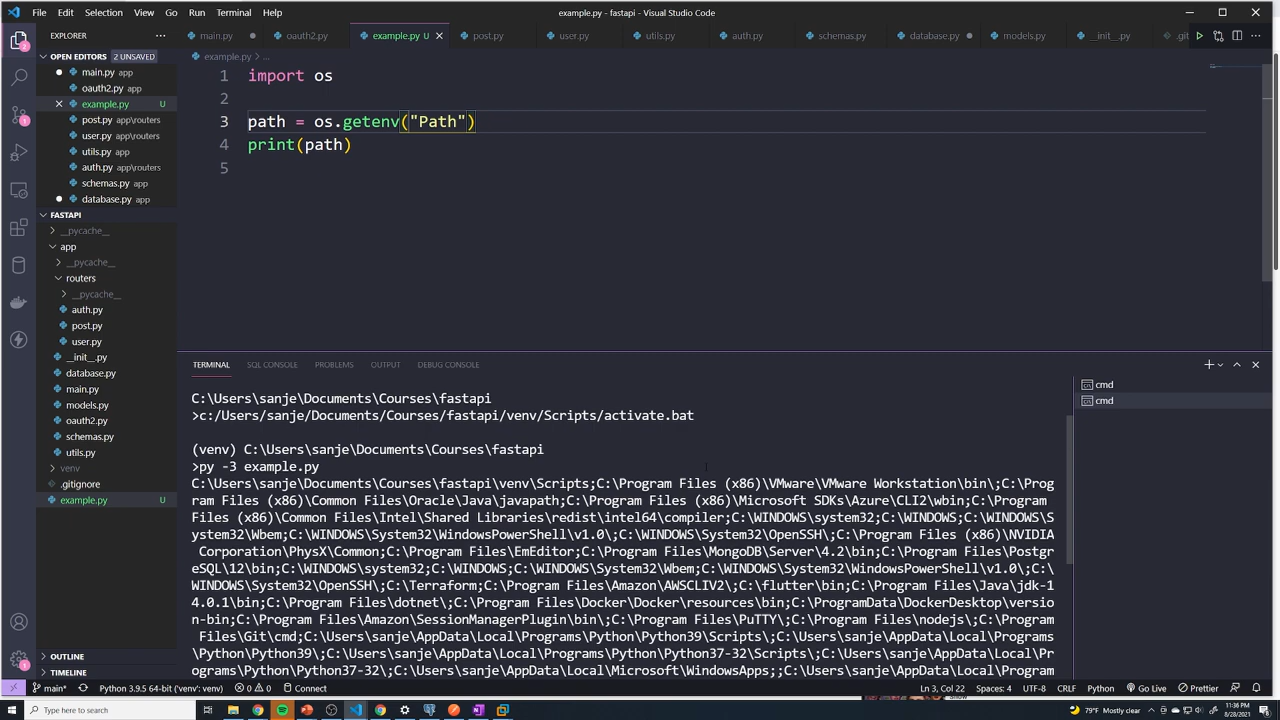 File Edit Selection View Go Run Terminal Help
example.py - fastapi - Visual Studio Code
EXPLORER
main.py
oauth2.py
example.py U
post.py
user.py
utils.py
auth.py
schemas.py
database.py
models.py
__init__.py
.gi
OPEN EDITORS 2 UNSAVED
main.py app
oauth2.py app
example.py U
post.py app\routers
user.py app\routers
utils.py app
auth.py app\routers
schemas.py app
database.py app
FASTAPI
__pycache__
app
__pycache__
routers
__pycache__
auth.py
post.py
user.py
__init__.py
database.py
main.py
models.py
oauth2.py
schemas.py
utils.py
venv
.gitignore
example.py U
OUTLINE
TIMELINE
example.py > ...
1 import os
2
3 path = os.getenv("Path")
4 print(path)
5
TERMINAL SQL CONSOLE PROBLEMS OUTPUT DEBUG CONSOLE
cmd
cmd
C:\Users\sanje\Documents\Courses\fastapi
>c:/Users/sanje/Documents/Courses/fastapi/venv/Scripts/activate.bat
(venv) C:\Users\sanje\Documents\Courses\fastapi
>py -3 example.py
C:\Users\sanje\Documents\Courses\fastapi\venv\Scripts;C:\Program Files (x86)\VMware\VMware Workstation\bin\;C:\Prog
ram Files (x86)\Common Files\Oracle\Java\javapath;C:\Program Files (x86)\Microsoft SDKs\Azure\CLI2\wbin;C:\Program
Files (x86)\Common Files\Intel\Shared Libraries\redist\intel64\compiler;C:\WINDOWS\system32;C:\WINDOWS;C:\WINDOWS\S
ystem32\Wbem;C:\WINDOWS\System32\WindowsPowerShell\v1.0\;C:\WINDOWS\System32\OpenSSH\;C:\Program Files (x86)\NVIDIA
Corporation\PhysX\Common;C:\Program Files\EmEditor;C:\Program Files\MongoDB\Server\4.2\bin;C:\Program Files\Postgr
eSQL\12\bin;C:\WINDOWS\system32;C:\WINDOWS;C:\WINDOWS\System32\Wbem;C:\WINDOWS\System32\WindowsPowerShell\v1.0\;C:\
WINDOWS\System32\OpenSSH\;C:\Terraform;C:\Program Files\Amazon\AWSCLIV2\;C:\flutter\bin;C:\Program Files\Java\jdk-1
4.0.1\bin;C:\Program Files\dotnet\;C:\Program Files\Docker\Docker\resources\bin;C:\ProgramData\DockerDesktop\versio
n-bin;C:\Program Files\Amazon\SessionManagerPlugin\bin\;C:\Program Files\PuTTY\;C:\Program Files\nodejs\;C:\Program
Files\Git\cmd;C:\Users\sanje\AppData\Local\Programs\Python\Python39\Scripts\;C:\Users\sanje\AppData\Local\Programs
\Python\Python39\;C:\Users\sanje\AppData\Local\Programs\Python\Python37-32\Scripts\;C:\Users\sanje\AppData\Local\Pr
ograms\Python\Python37-32\;C:\Users\sanje\AppData\Local\Microsoft\WindowsApps;;C:\Users\sanje\AppData\Local\Program
main* Python 3.9.5 64-bit ('venv': venv) 0 0 Connect
Ln 3, Col 22 Spaces: 4 UTF-8 CRLF Python Go Live Prettier
Type here to search
79°F Mostly clear
11:36 PM
8/28/2021